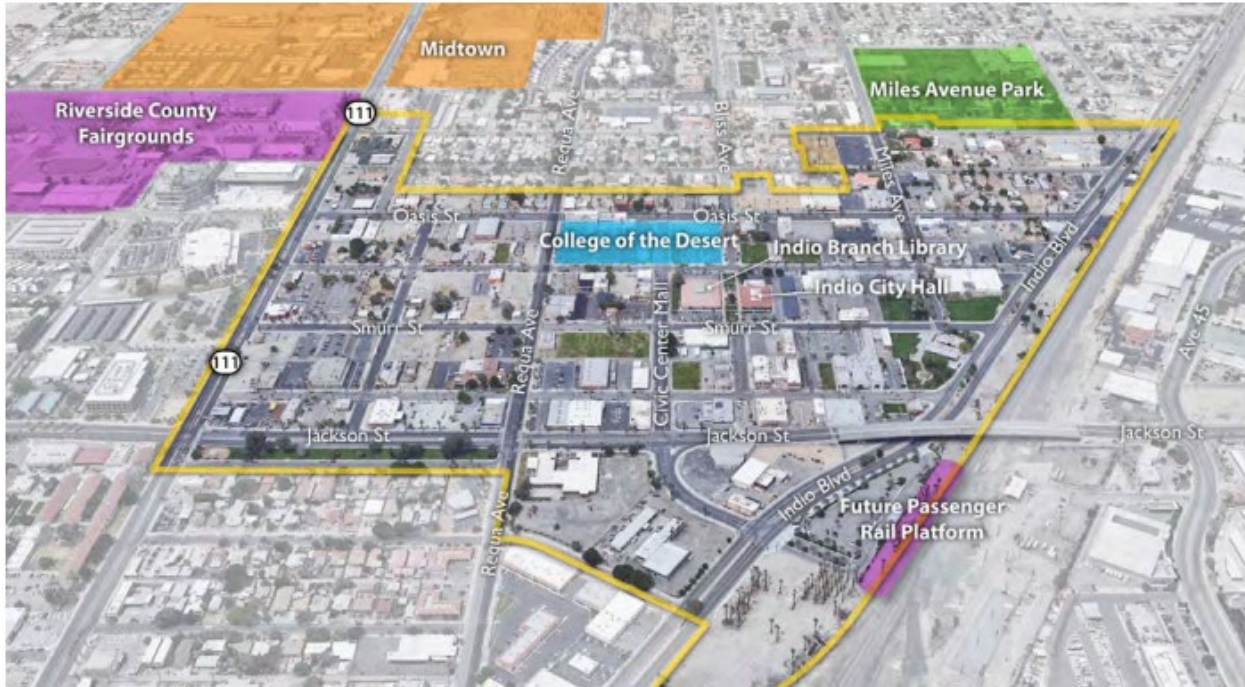 Midtown
Riverside County
Fairgrounds
111
Miles Avenue Park
Requa Ave
Bliss Ave
Miles Ave
Oasis St
Oasis St
College of the Desert
Indio Branch Library
Indio City Hall
Indio Blvd
Ave 45
Smurr St
Requa Ave
Civic Center Mall
Smurr St
111
Jackson St
Jackson St
Jackson St
Requa Ave
Indio Blvd
Future Passenger
Rail Platform